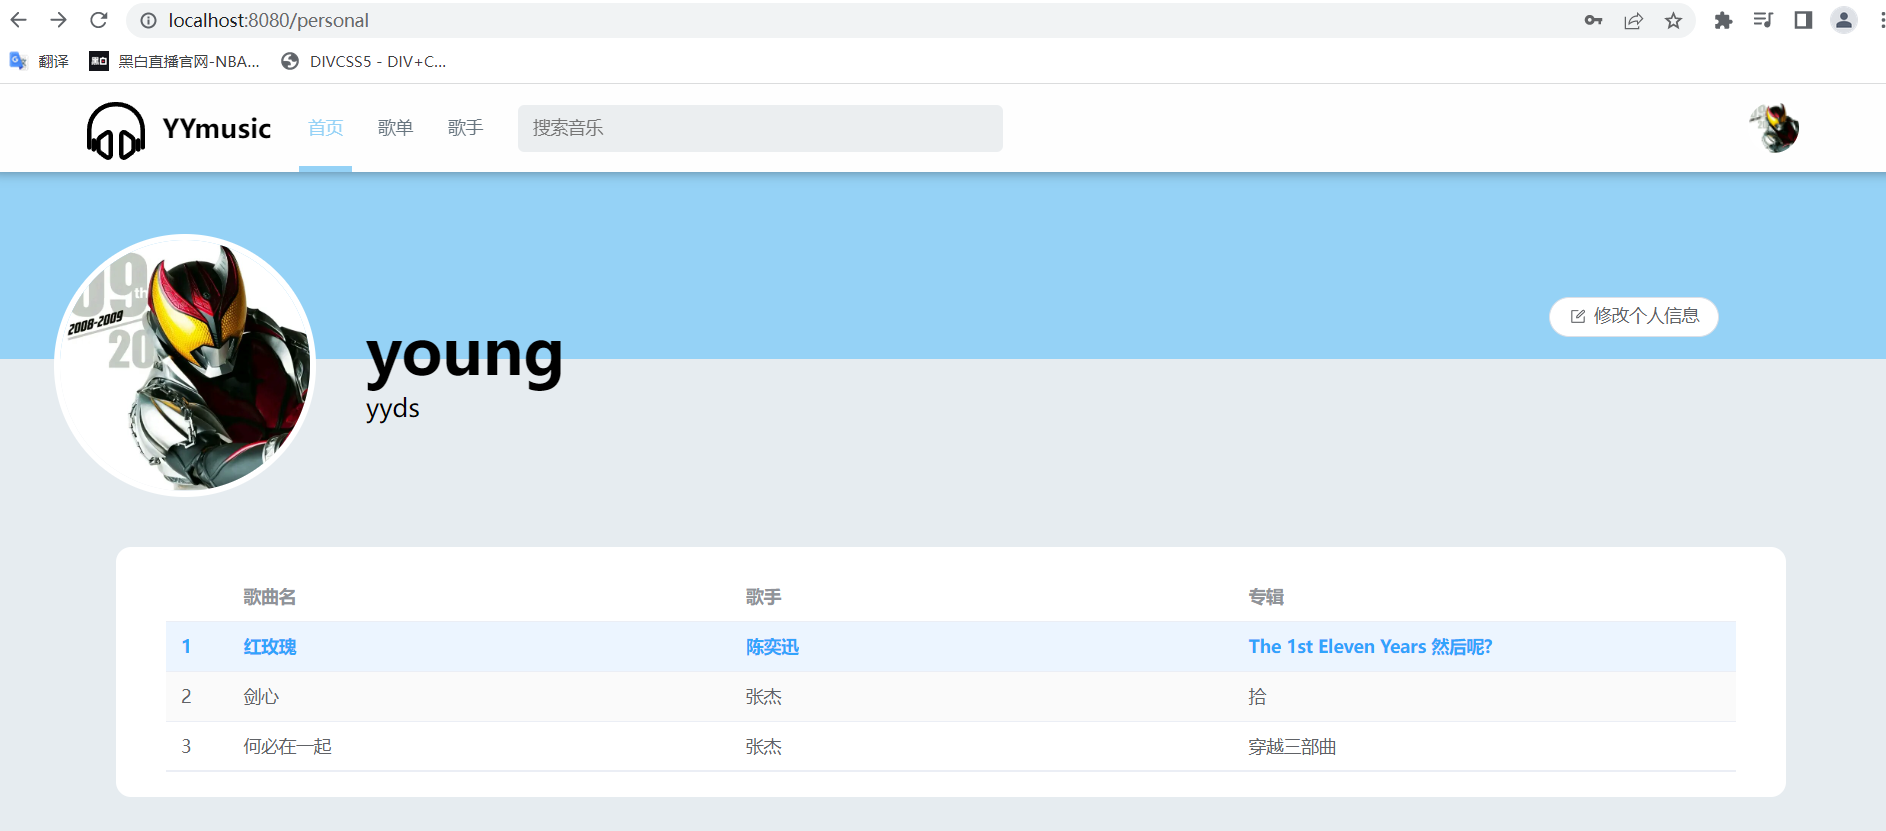 localhost:8080/personal
翻译 黑白直播官网-NBA... DIVCSS5 - DIV+C...
YYmusic 首页 歌单 歌手 搜索音乐
09th
2008-2009
20
修改个人信息
young
yyds
歌曲名 歌手 专辑
1 红玫瑰 陈奕迅 The 1st Eleven Years 然后呢?
2 剑心 张杰 拾
3 何必在一起 张杰 穿越三部曲